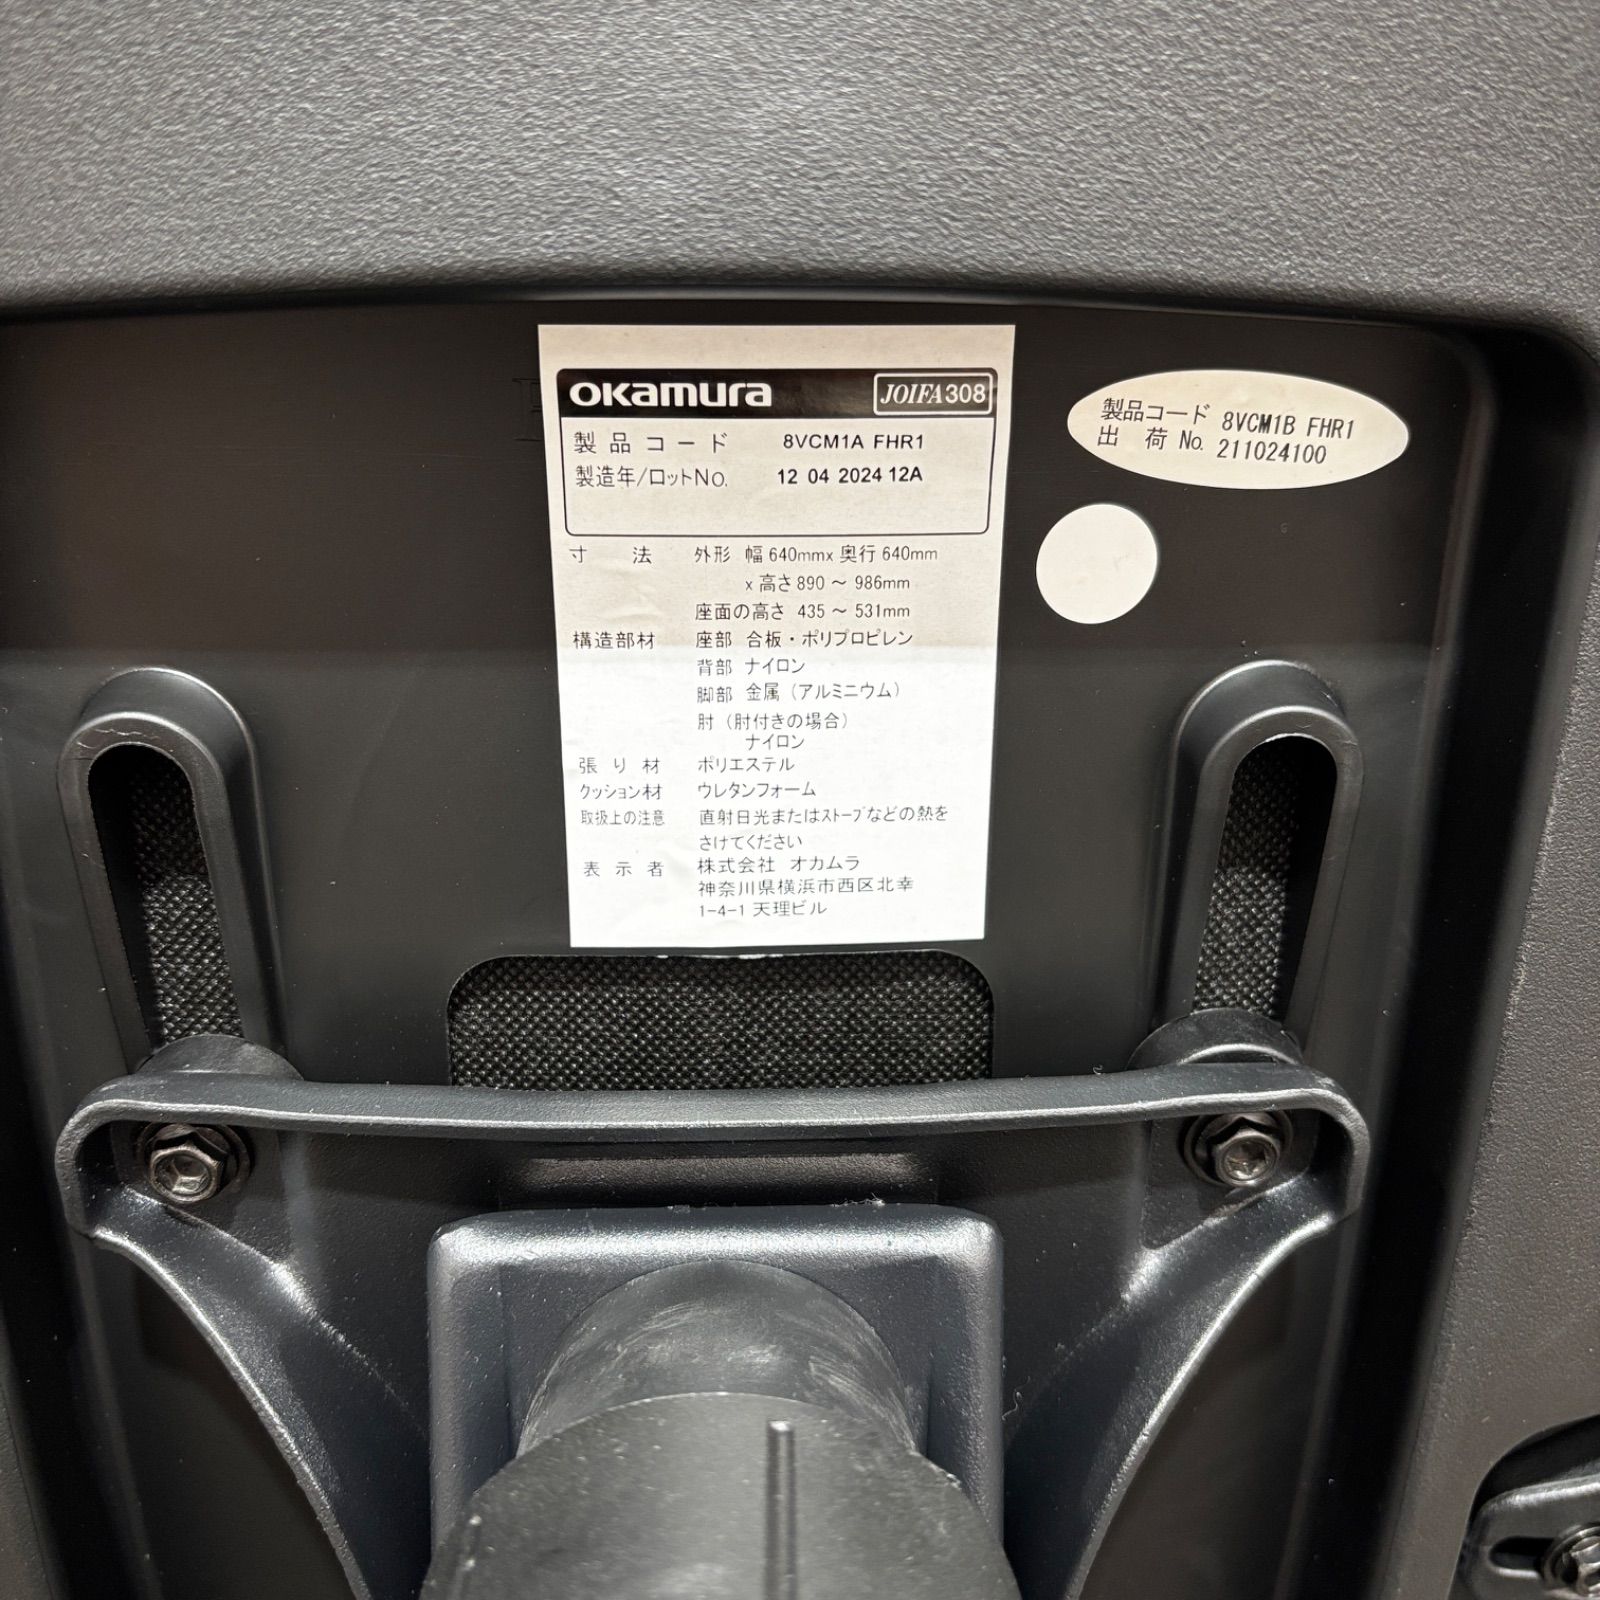 OKamura JOIFA308
製品コード 8VCM1A FHR1
製造年/ロットNo. 12 04 2024 12A
寸法 外形 幅 640mmx 奥行 640mm
x 高さ 890 ～ 986mm
座面の高さ 435 ～ 531mm
構造部材 座部 合板・ポリプロピレン
背部 ナイロン
脚部 金属（アルミニウム）
肘（肘付きの場合）
ナイロン
張り材 ポリエステル
クッション材 ウレタンフォーム
取扱上の注意 直射日光またはストーブなどの熱を
さけてください
表示者 株式会社 オカムラ
神奈川県横浜市西区北幸
1-4-1 天理ビル
製品コード 8VCM1B FHR1
出荷 No. 211024100